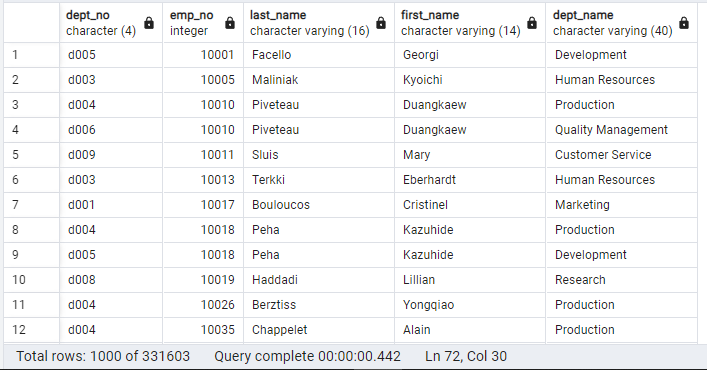 dept_no emp_no last_name first_name dept_name
character (4) integer character varying (16) character varying (14) character varying (40)
1 d005 10001 Facello Georgi Development
2 d003 10005 Maliniak Kyoichi Human Resources
3 d004 10010 Piveteau Duangkaew Production
4 d006 10010 Piveteau Duangkaew Quality Management
5 d009 10011 Sluis Mary Customer Service
6 d003 10013 Terkki Eberhardt Human Resources
7 d001 10017 Bouloucos Cristinel Marketing
8 d004 10018 Peha Kazuhide Production
9 d005 10018 Peha Kazuhide Development
10 d008 10019 Haddadi Lillian Research
11 d004 10026 Berztiss Yongqiao Production
12 d004 10035 Chappelet Alain Production
Total rows: 1000 of 331603 Query complete 00:00:00.442 Ln 72, Col 30